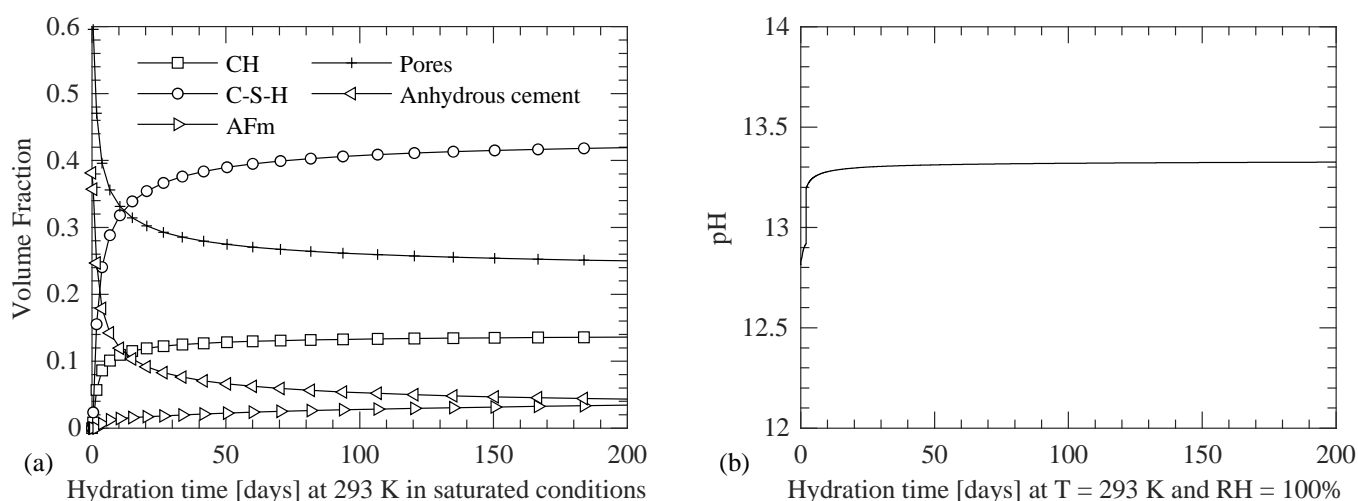 0.6
0.5
0.4
0.3
0.2
0.1
0
Volume Fraction
CH
C-S-H
AFm
Pores
Anhydrous cement
0 50 100 150 200
(a)
Hydration time [days] at 293 K in saturated conditions
14
13.5
13
12.5
12
pH
0 50 100 150 200
(b)
Hydration time [days] at T = 293 K and RH = 100%